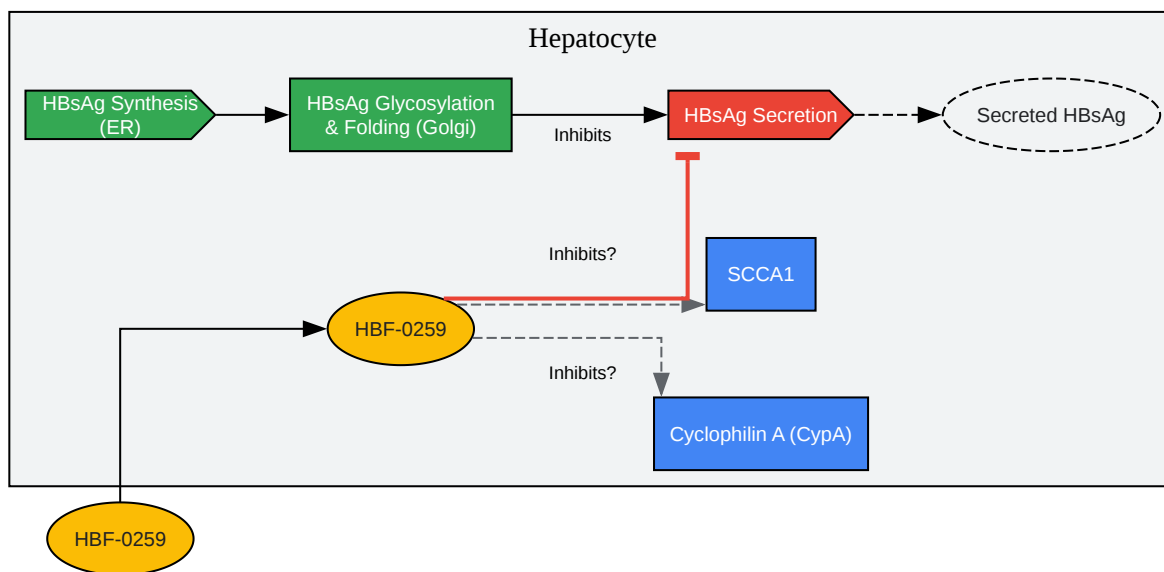 Hepatocyte
HBsAg Synthesis
(ER)
HBsAg Glycosylation
& Folding (Golgi)
Inhibits
HBsAg Secretion
Secreted HBsAg
Inhibits?
SCCA1
HBF-0259
Inhibits?
Cyclophilin A (CypA)
HBF-0259